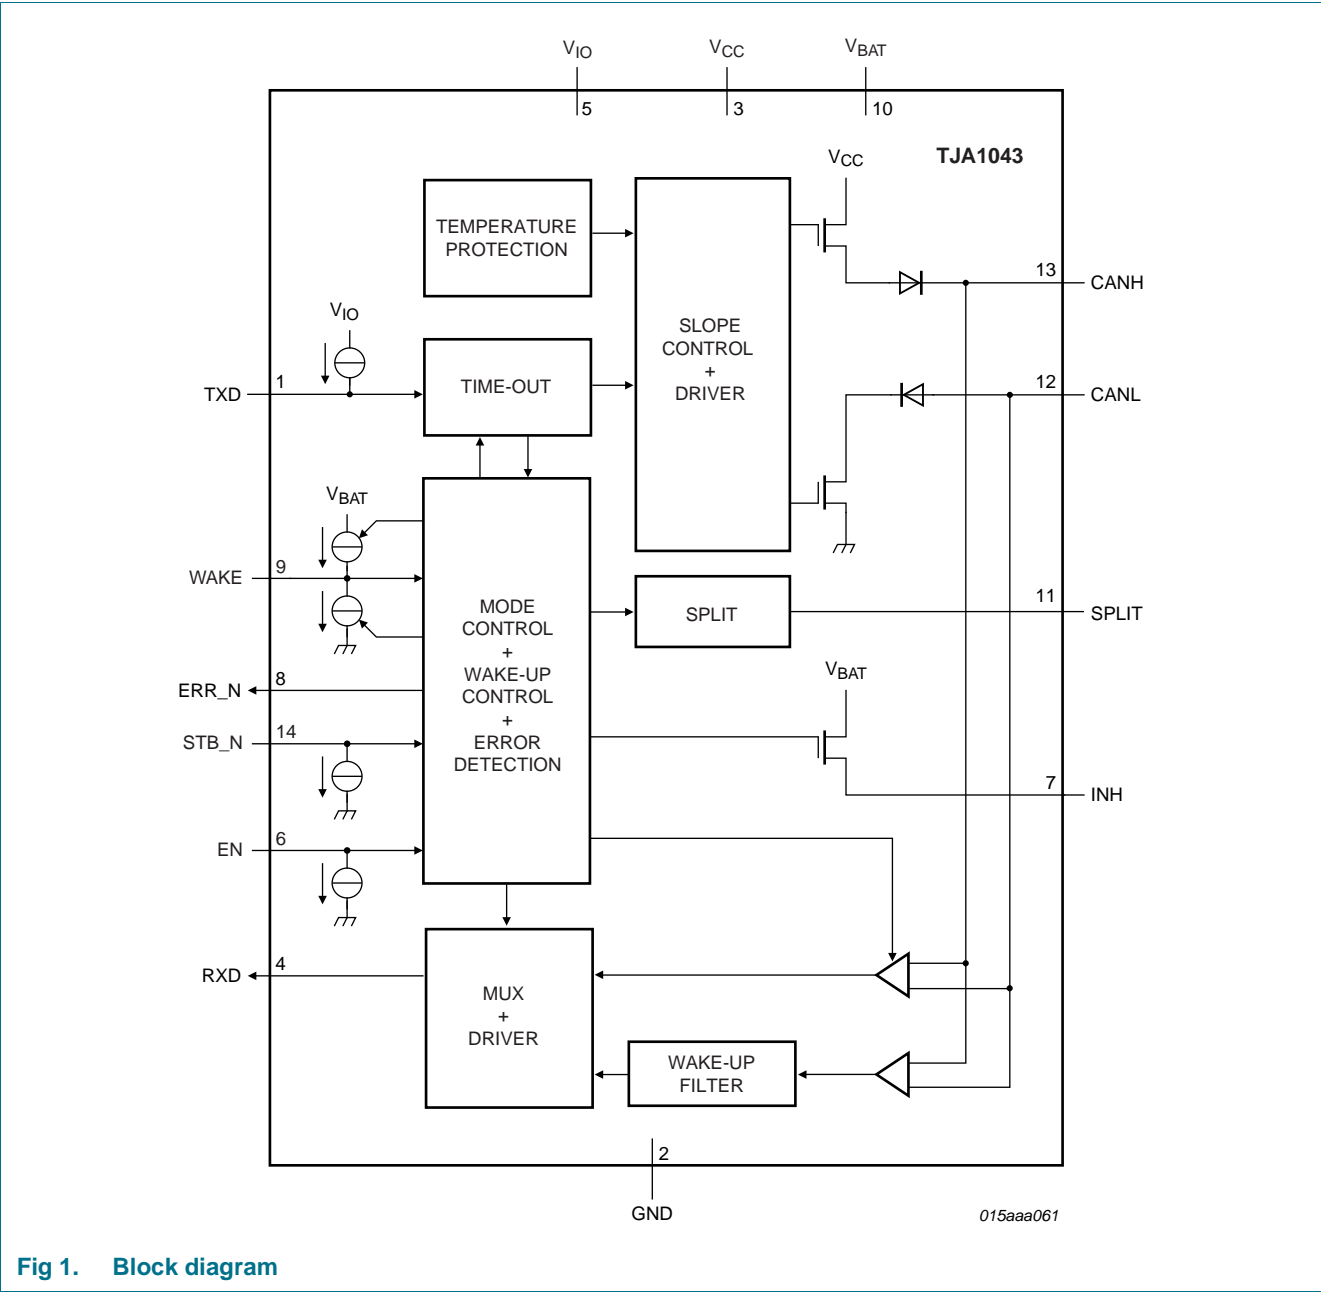 VIO
VCC
VBAT
5
3
10
TJA1043
VCC
TEMPERATURE
PROTECTION
13
CANH
VIO
SLOPE
CONTROL
+
DRIVER
TXD
1
TIME-OUT
12
CANL
VBAT
WAKE
9
MODE
CONTROL
+
WAKE-UP
CONTROL
+
ERROR
DETECTION
SPLIT
11
SPLIT
VBAT
ERR_N
8
STB_N
14
7
INH
EN
6
RXD
4
MUX
+
DRIVER
WAKE-UP
FILTER
2
GND
015aaa061
Fig 1. Block diagram